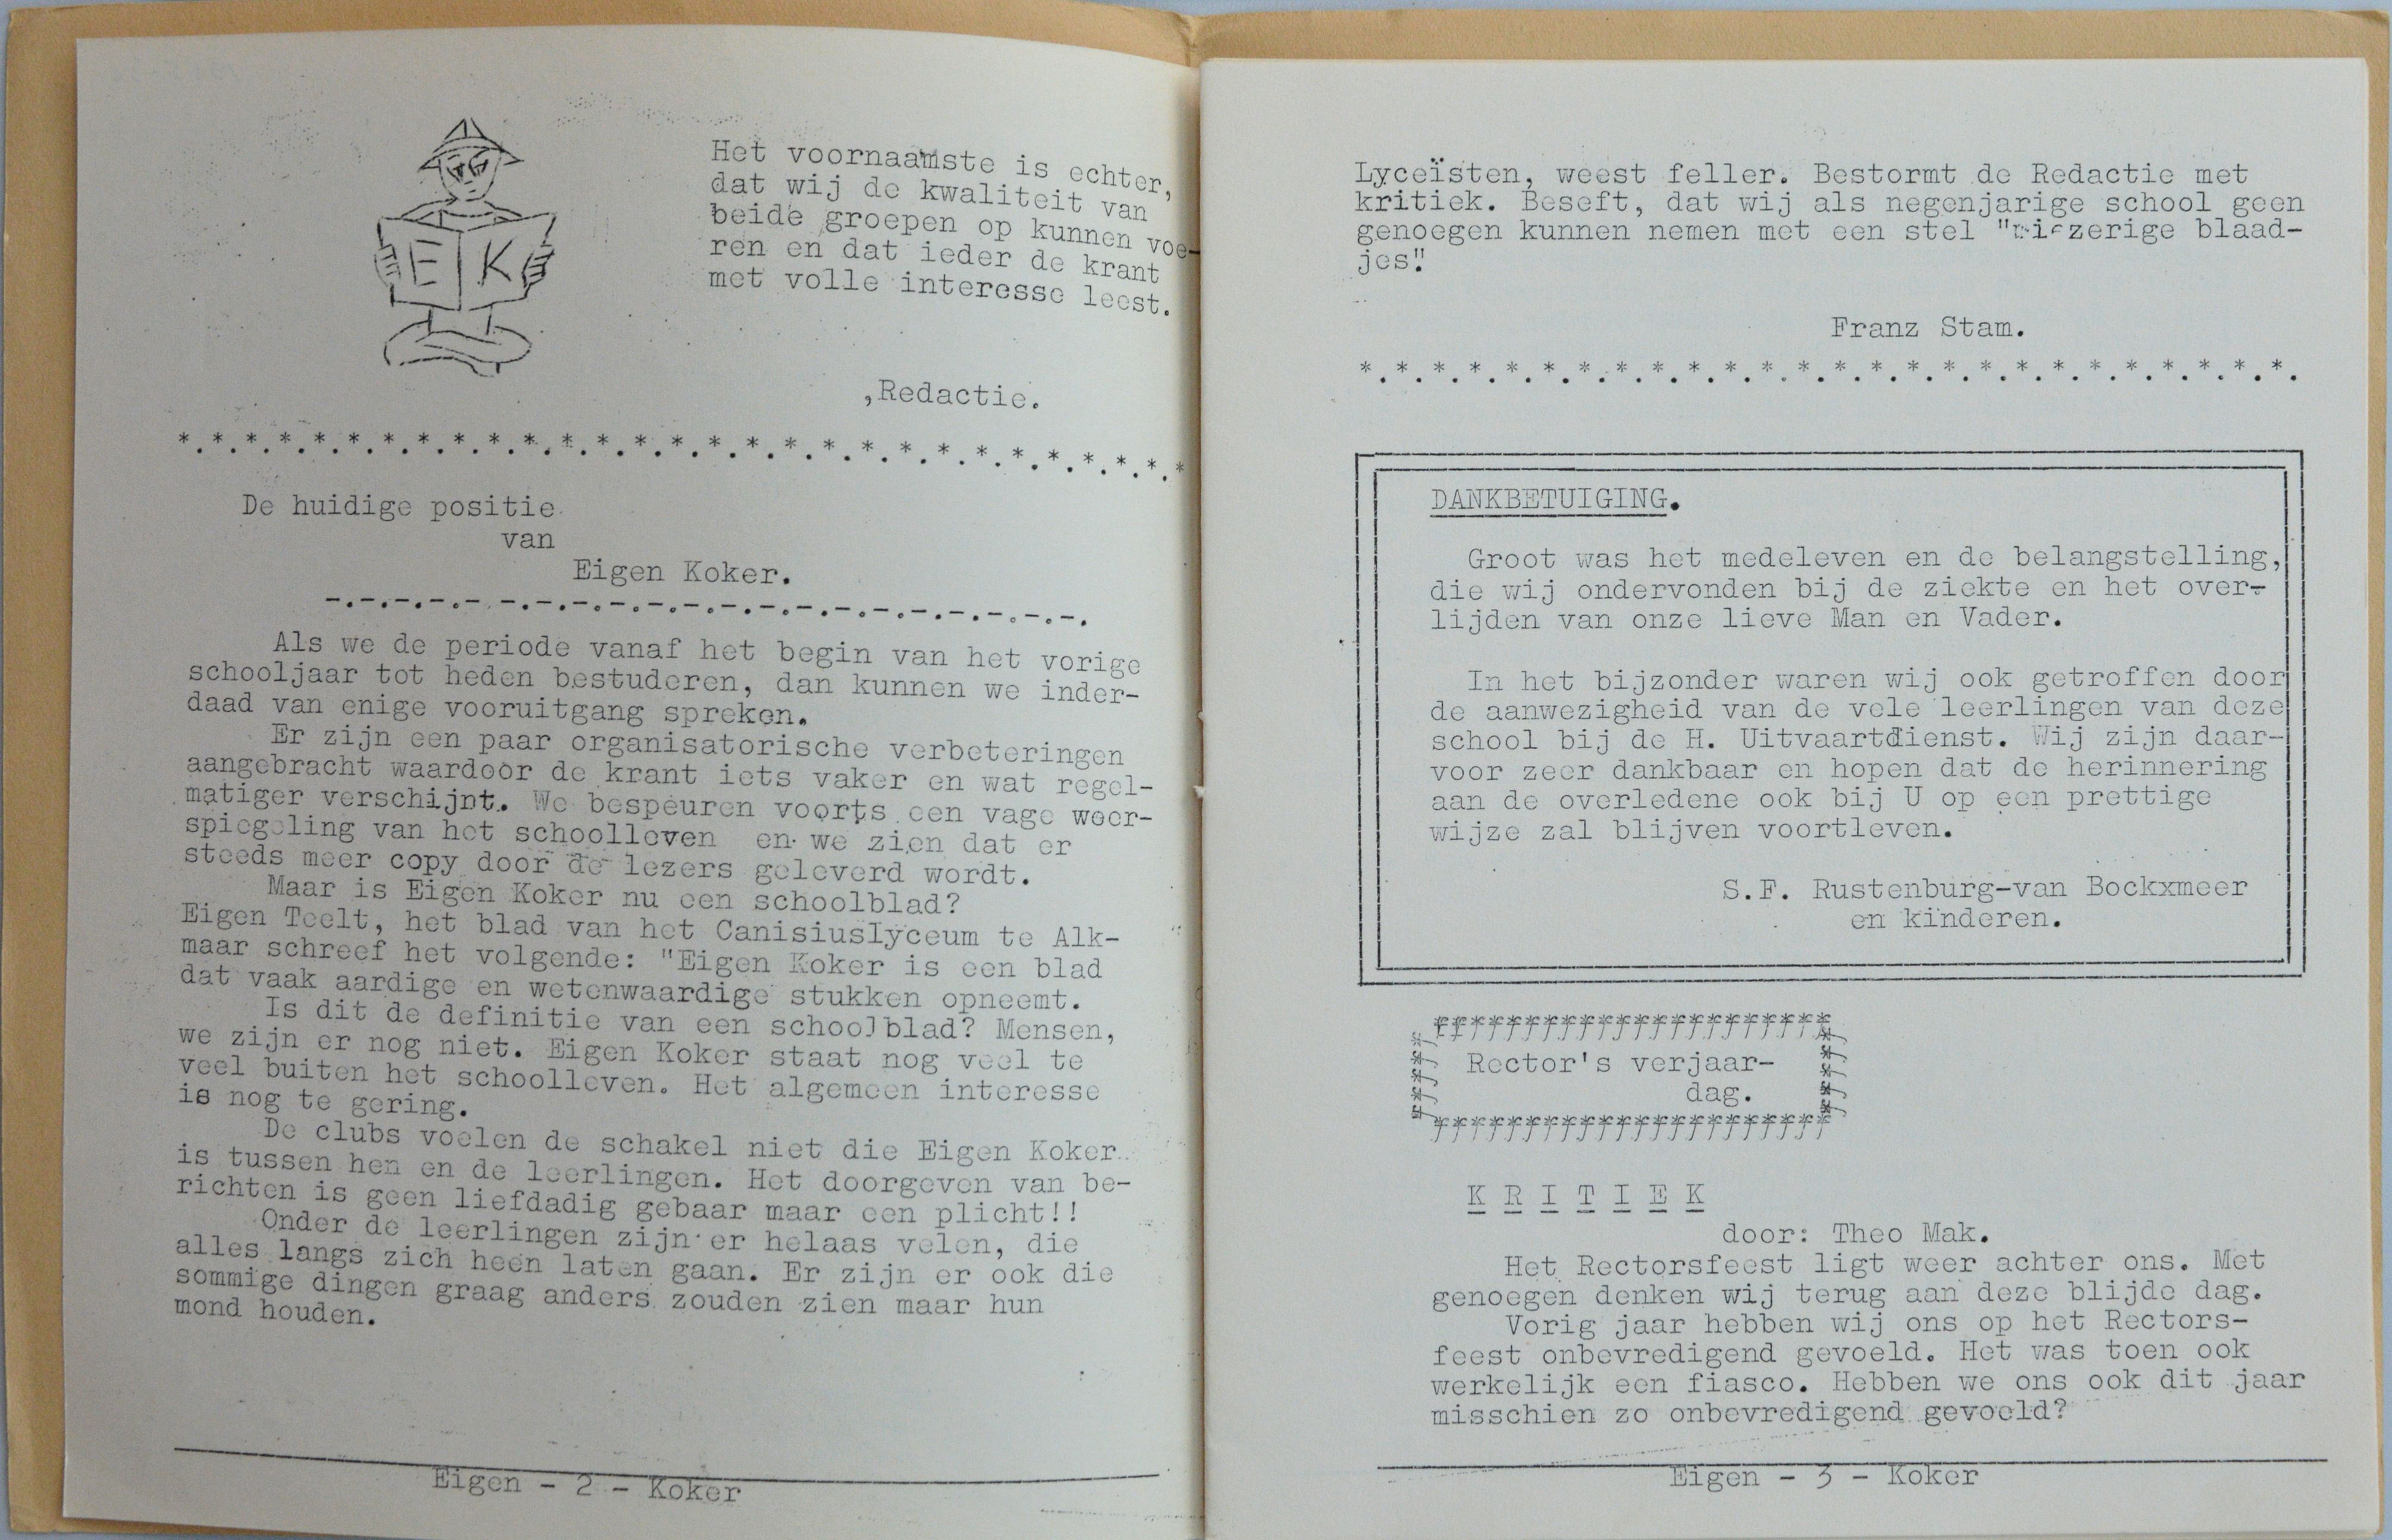 E K
Het voornaamste is echter,
dat wij de kwaliteit van
beide groepen op kunnen voe-
ren en dat ieder de krant
met volle interesse leest.
,Redactie.
*.*.*.*.*.*.*.*.*.*.*.*.*.*.*.*.*.*.*.*.*.*.*.*.*.*.*.*
De huidige positie
van
Eigen Koker.
-.-.-.-.-.-.-.-.-.-.-.-.-.-.-.-.-.-.-.-.-.
Als we de periode vanaf het begin van het vorige
schooljaar tot heden bestuderen, dan kunnen we inder-
daad van enige vooruitgang spreken.
Er zijn een paar organisatorische verbeteringen
aangebracht waardoor de krant iets vaker en wat regel-
matiger verschijnt. We bespeuren voorts een vage weer-
spiegeling van het schoolleven en we zien dat er
steeds meer copy door de lezers geleverd wordt.
Maar is Eigen Koker nu een schoolblad?
Eigen Teelt, het blad van het Canisiuslyceum te Alk-
maar schreef het volgende: "Eigen Koker is een blad
dat vaak aardige en wetenwaardige stukken opneemt.
Is dit de definitie van een schoolblad? Mensen,
we zijn er nog niet. Eigen Koker staat nog veel te
veel buiten het schoolleven. Het algemeen interesse
is nog te gering.
De clubs voelen de schakel niet die Eigen Koker
is tussen hen en de leerlingen. Het doorgeven van be-
richten is geen liefdadig gebaar maar een plicht!!
Onder de leerlingen zijn er helaas velen, die
alles langs zich heen laten gaan. Er zijn er ook die
sommige dingen graag anders zouden zien maar hun
mond houden.
Eigen - 2 - Koker
Lyceïsten, weest feller. Bestormt de Redactie met
kritiek. Beseft, dat wij als negenjarige school geen
genoegen kunnen nemen met een stel "miezerige blaad-
jes"!
Franz Stam.
*.*.*.*.*.*.*.*.*.*.*.*.*.*.*.*.*.*.*.*.*.*.*.*.*.*.
DANKBETUIGING.
Groot was het medeleven en de belangstelling,
die wij ondervonden bij de ziekte en het over-
lijden van onze lieve Man en Vader.
In het bijzonder waren wij ook getroffen door
de aanwezigheid van de vele leerlingen van deze
school bij de H. Uitvaartdienst. Wij zijn daar-
voor zeer dankbaar en hopen dat de herinnering
aan de overledene ook bij U op een prettige
wijze zal blijven voortleven.
S.F. Rustenburg-van Bockxmeer
en kinderen.
Rector's verjaar-
dag.
K R I T I E K
door: Theo Mak.
Het Rectorsfeest ligt weer achter ons. Met
genoegen denken wij terug aan deze blijde dag.
Vorig jaar hebben wij ons op het Rectors-
feest onbevredigend gevoeld. Het was toen ook
werkelijk een fiasco. Hebben we ons ook dit jaar
misschien zo onbevredigend gevoeld?
Eigen - 3 - Koker